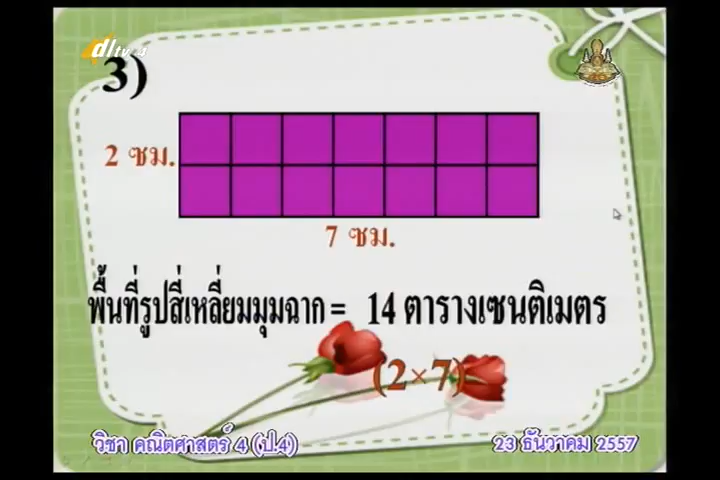 dltv 4
3)
2 ซม.
7 ซม.
พื้นที่รูปสี่เหลี่ยมมุมฉาก = 14 ตารางเซนติเมตร
(2×7)
วิชา คณิตศาสตร์ 4 (ป.4)
23 ธันวาคม 2557